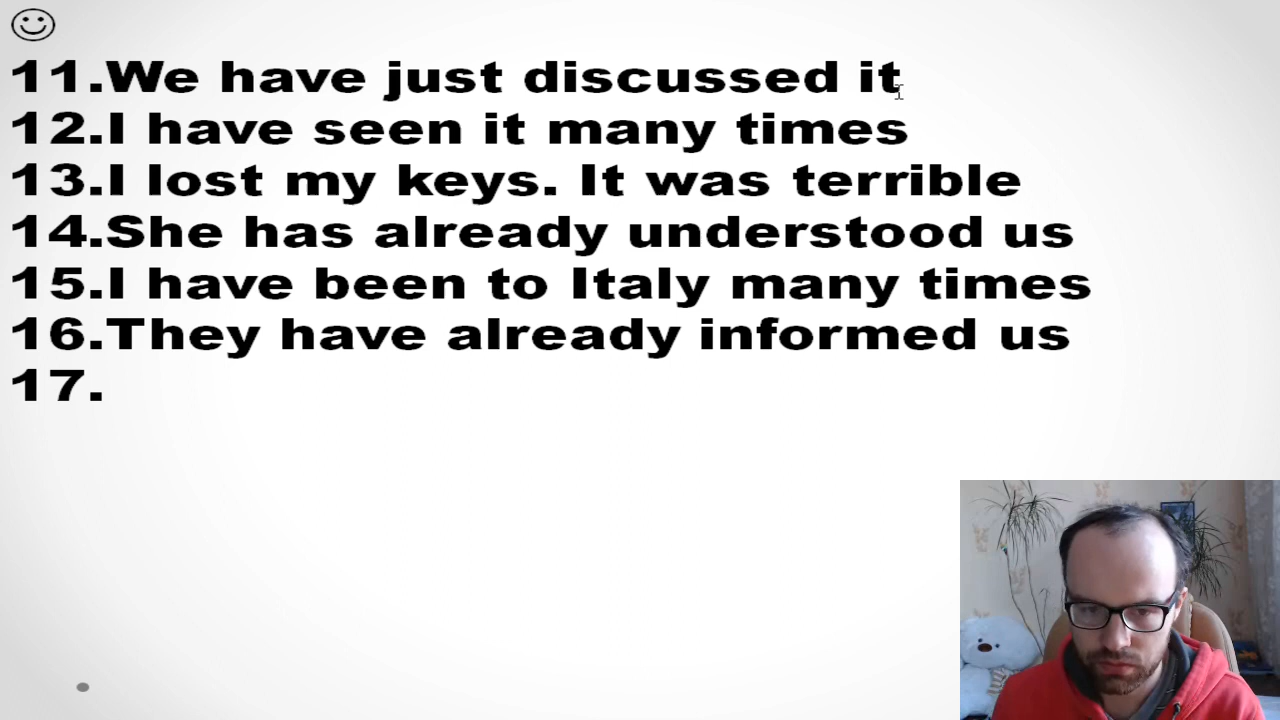 11.We have just discussed it
12.I have seen it many times
13.I lost my keys. It was terrible
14.She has already understood us
15.I have been to Italy many times
16.They have already informed us
17.